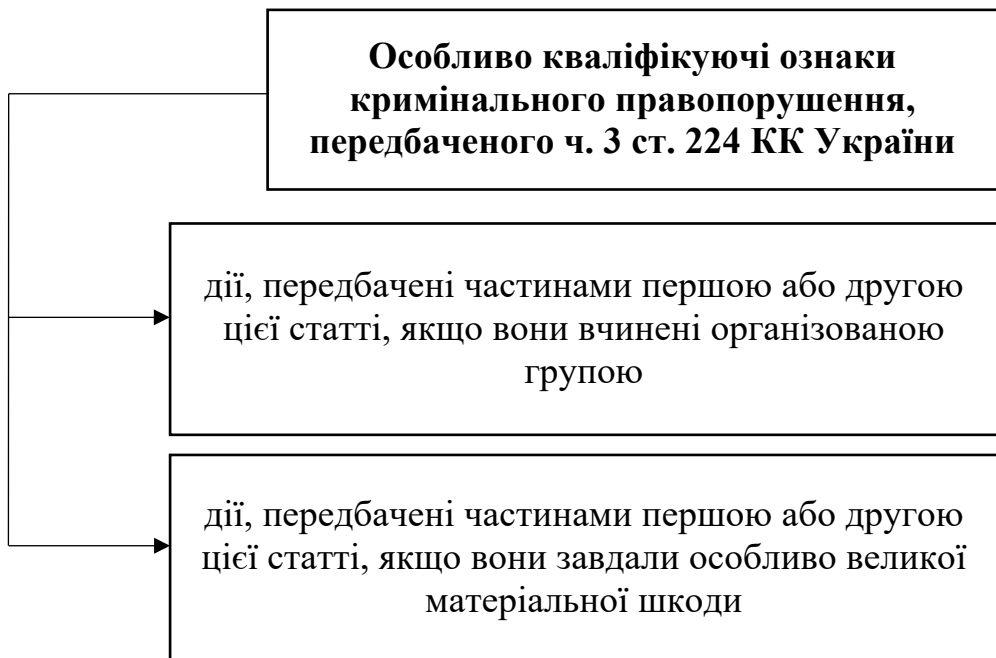 Особливо кваліфікуючі ознаки
кримінального правопорушення,
передбаченого ч. 3 ст. 224 КК України
дії, передбачені частинами першою або другою
цієї статті, якщо вони вчинені організованою
групою
дії, передбачені частинами першою або другою
цієї статті, якщо вони завдали особливо великої
матеріальної шкоди